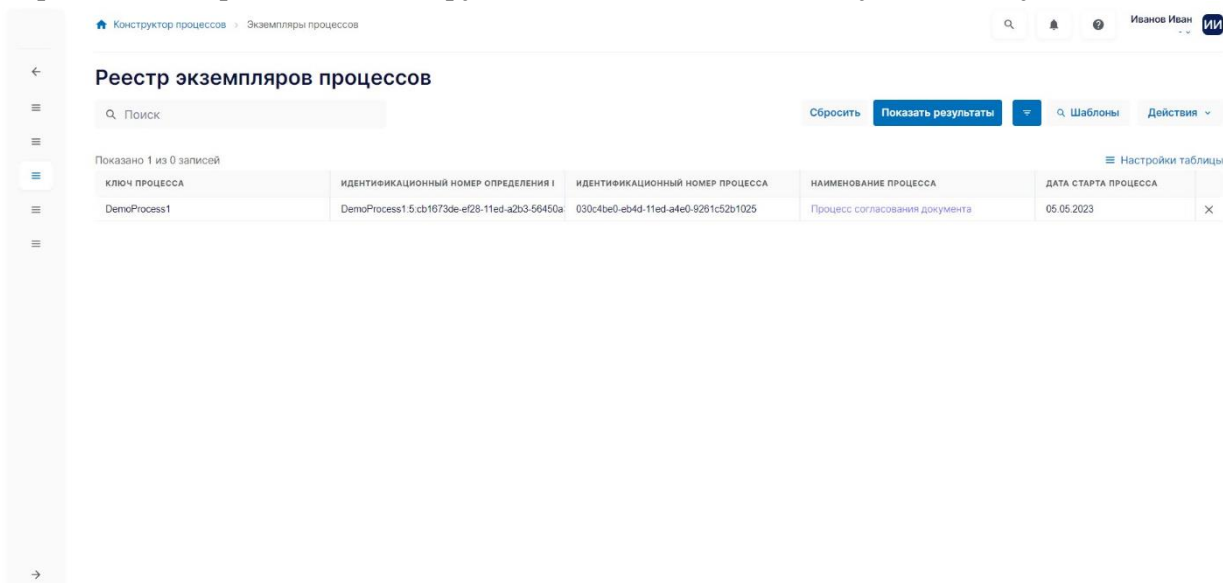 Конструктор процессов > Экземпляры процессов
Иванов Иван
ИИ
Реестр экземпляров процессов
Поиск
Сбросить Показать результаты Шаблоны Действия
Показано 1 из 0 записей
Настройки таблицы
КЛЮЧ ПРОЦЕССА ИДЕНТИФИКАЦИОННЫЙ НОМЕР ОПРЕДЕЛЕНИЯ ИДЕНТИФИКАЦИОННЫЙ НОМЕР ПРОЦЕССА НАИМЕНОВАНИЕ ПРОЦЕССА ДАТА СТАРТА ПРОЦЕССА
DemoProcess1 DemoProcess1:5:cb1673de-ef28-11ed-a2b3-56450a 030c4be0-eb4d-11ed-a4e0-9261c52b1025 Процесс согласования документа 05.05.2023